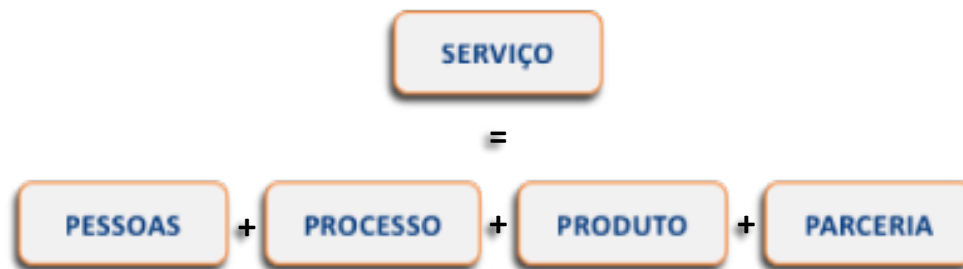 SERVIÇO
=
PESSOAS + PROCESSO + PRODUTO + PARCERIA